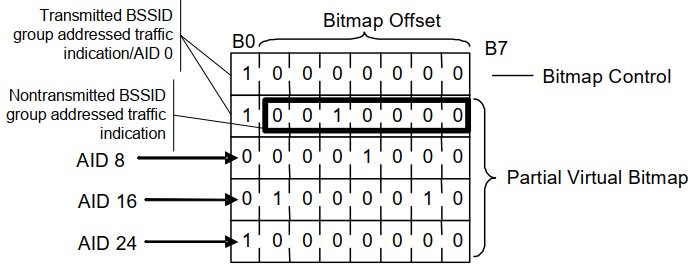 Transmitted BSSID
group addressed traffic
indication/AID 0
Bitmap Offset
B0
B7
1 0 0 0 0 0 0 0
Bitmap Control
Nontransmitted BSSID
group addressed traffic
indication
1 0 0 1 0 0 0 0
AID 8
0 0 0 0 1 0 0 0
Partial Virtual Bitmap
AID 16
0 1 0 0 0 0 1 0
AID 24
1 0 0 0 0 0 0 0